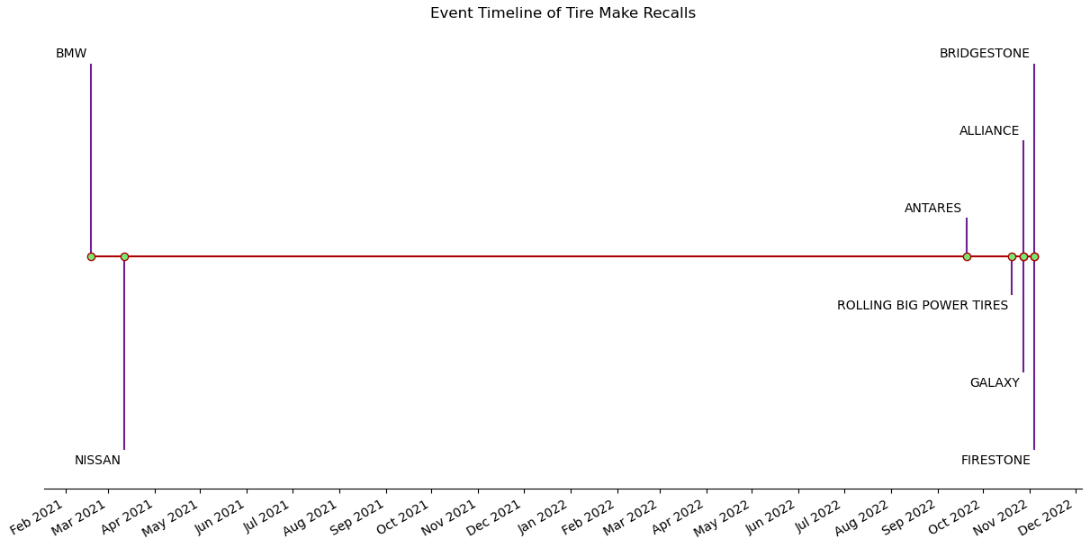 Event Timeline of Tire Make Recalls
BMW
BRIDGESTONE
ALLIANCE
ANTARES
ROLLING BIG POWER TIRES
GALAXY
NISSAN
FIRESTONE
Feb 2021
Mar 2021
Apr 2021
May 2021
Jun 2021
Jul 2021
Aug 2021
Sep 2021
Oct 2021
Nov 2021
Dec 2021
Jan 2022
Feb 2022
Mar 2022
Apr 2022
May 2022
Jun 2022
Jul 2022
Aug 2022
Sep 2022
Oct 2022
Nov 2022
Dec 2022